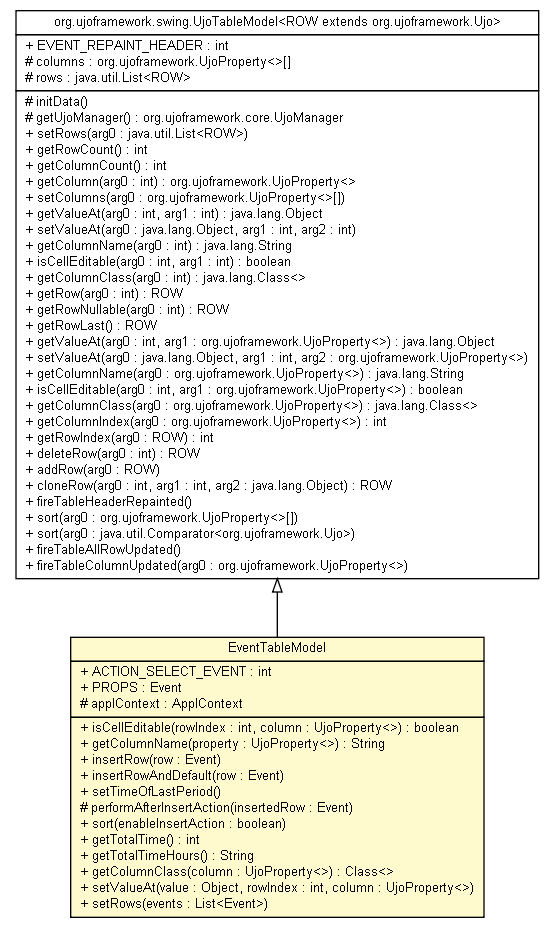 org.ujoframework.swing.UjoTableModel<ROW extends org.ujoframework.Ujo>
+ EVENT_REPAINT_HEADER : int
# columns : org.ujoframework.UjoProperty<>[]
# rows : java.util.List<ROW>
# initData()
# getUjoManager() : org.ujoframework.core.UjoManager
+ setRows(arg0 : java.util.List<ROW>)
+ getRowCount() : int
+ getColumnCount() : int
+ getColumn(arg0 : int) : org.ujoframework.UjoProperty<>
+ setColumns(arg0 : org.ujoframework.UjoProperty<>[])
+ getValueAt(arg0 : int, arg1 : int) : java.lang.Object
+ setValueAt(arg0 : java.lang.Object, arg1 : int, arg2 : int)
+ getColumnName(arg0 : int) : java.lang.String
+ isCellEditable(arg0 : int, arg1 : int) : boolean
+ getColumnClass(arg0 : int) : java.lang.Class<>
+ getRow(arg0 : int) : ROW
+ getRowNullable(arg0 : int) : ROW
+ getRowLast() : ROW
+ getValueAt(arg0 : int, arg1 : org.ujoframework.UjoProperty<>) : java.lang.Object
+ setValueAt(arg0 : java.lang.Object, arg1 : int, arg2 : org.ujoframework.UjoProperty<>)
+ getColumnName(arg0 : org.ujoframework.UjoProperty<>) : java.lang.String
+ isCellEditable(arg0 : int, arg1 : org.ujoframework.UjoProperty<>) : boolean
+ getColumnClass(arg0 : org.ujoframework.UjoProperty<>) : java.lang.Class<>
+ getColumnIndex(arg0 : org.ujoframework.UjoProperty<>) : int
+ getRowIndex(arg0 : ROW) : int
+ deleteRow(arg0 : int) : ROW
+ addRow(arg0 : ROW)
+ cloneRow(arg0 : int, arg1 : int, arg2 : java.lang.Object) : ROW
+ fireTableHeaderRepainted()
+ sort(arg0 : org.ujoframework.UjoProperty<>[])
+ sort(arg0 : java.util.Comparator<org.ujoframework.Ujo>)
+ fireTableAllRowUpdated()
+ fireTableColumnUpdated(arg0 : org.ujoframework.UjoProperty<>)
EventTableModel
+ ACTION_SELECT_EVENT : int
+ PROPS : Event
# applContext : ApplContext
+ isCellEditable(rowIndex : int, column : UjoProperty<>) : boolean
+ getColumnName(property : UjoProperty<>) : String
+ insertRow(row : Event)
+ insertRowAndDefault(row : Event)
+ setTimeOfLastPeriod()
# performAfterInsertAction(insertedRow : Event)
+ sort(enableInsertAction : boolean)
+ getTotalTime() : int
+ getTotalTimeHours() : String
+ getColumnClass(column : UjoProperty<>) : Class<>
+ setValueAt(value : Object, rowIndex : int, column : UjoProperty<>)
+ setRows(events : List<Event>)